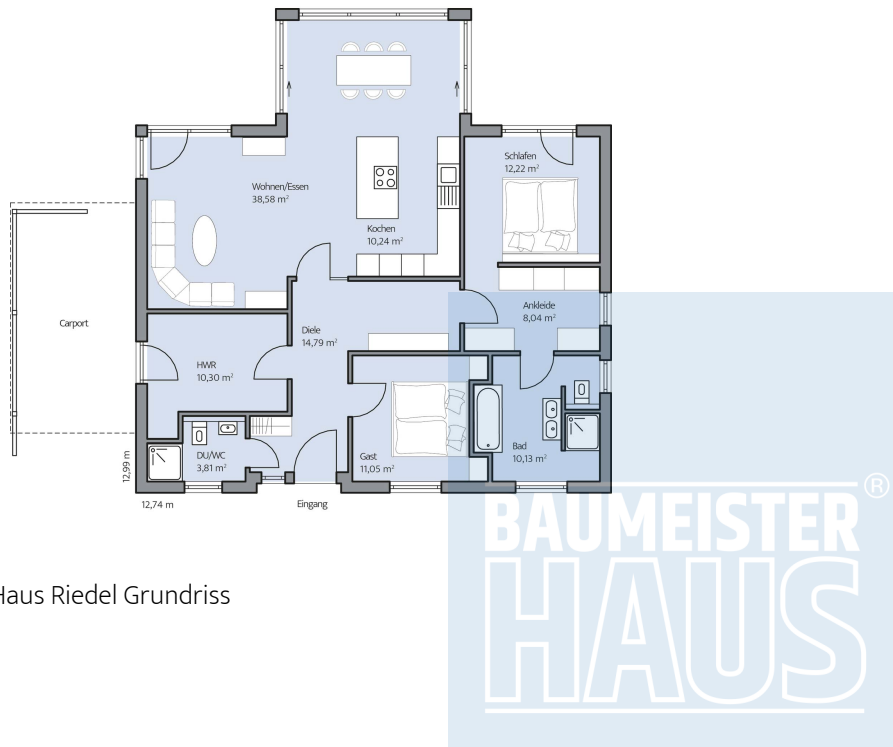 Schlafen
12,22 m²
Wohnen/Essen
38,58 m²
Kochen
10,24 m²
Ankleide
8,04 m²
Carport
Diele
14,79 m²
HWR
10,30 m²
DU/WC
3,81 m²
Gast
11,05 m²
Bad
10,13 m²
12,99 m
12,74 m
Eingang
BAUMEISTER®
HAUS
Haus Riedel Grundriss